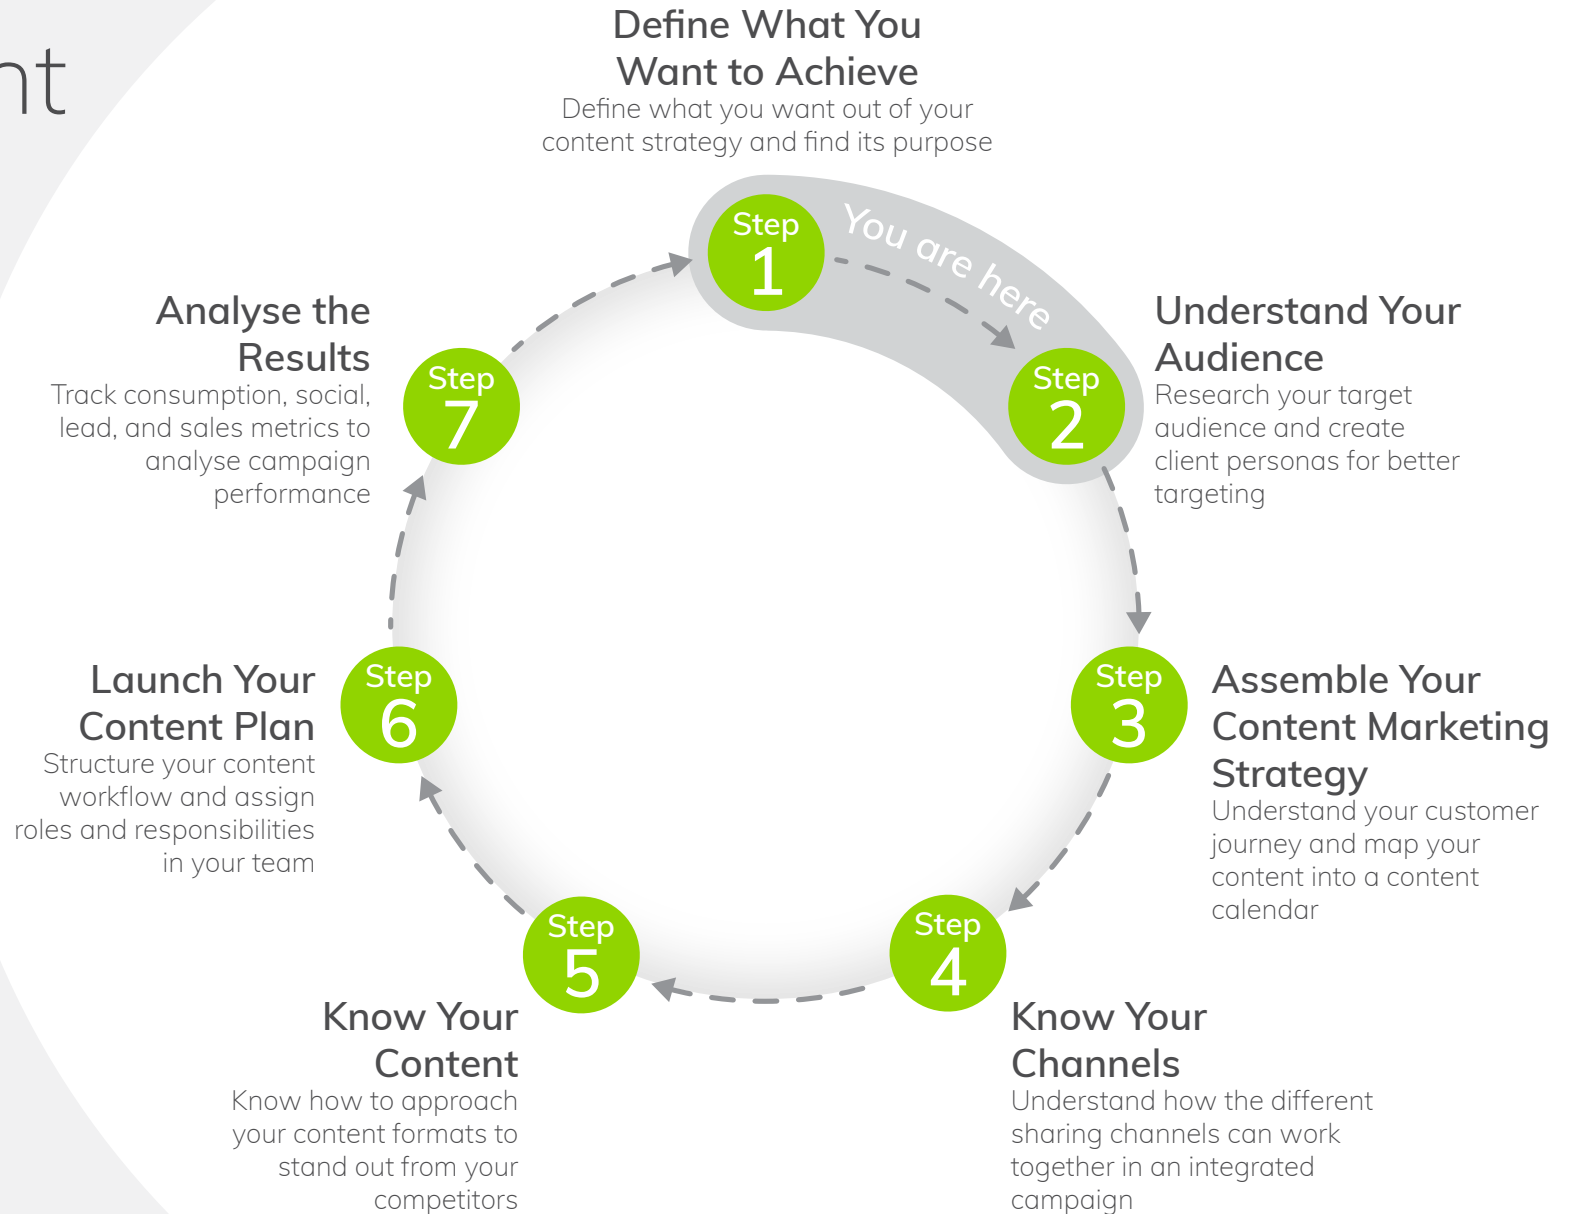 nt
Define What You
Want to Achieve
Define what you want out of your
content strategy and find its purpose
Step
1
You are here
Step
2
Understand Your
Audience
Research your target
audience and create
client personas for better
targeting
Step
3
Assemble Your
Content Marketing
Strategy
Understand your customer
journey and map your
content into a content
calendar
Step
4
Know Your
Channels
Understand how the different
sharing channels can work
together in an integrated
campaign
Step
5
Know Your
Content
Know how to approach
your content formats to
stand out from your
competitors
Step
6
Launch Your
Content Plan
Structure your content
workflow and assign
roles and responsibilities
in your team
Step
7
Analyse the
Results
Track consumption, social,
lead, and sales metrics to
analyse campaign
performance